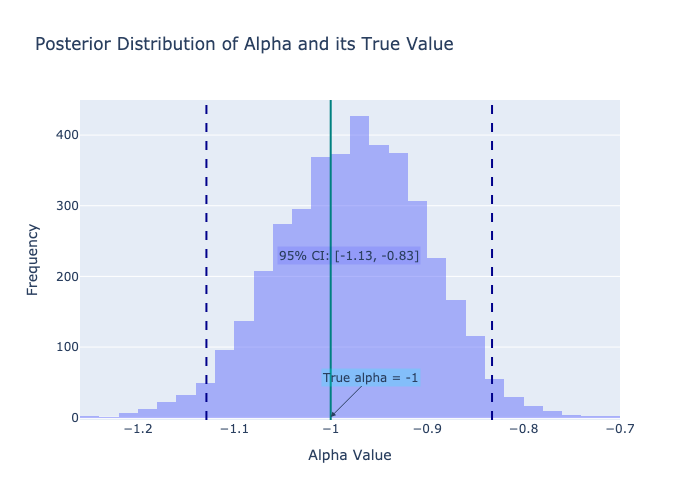 Posterior Distribution of Alpha and its True Value
400
300
200
100
0
Frequency
95% CI: [-1.13, -0.83]
True alpha = -1
−1.2
−1.1
−1
−0.9
−0.8
−0.7
Alpha Value